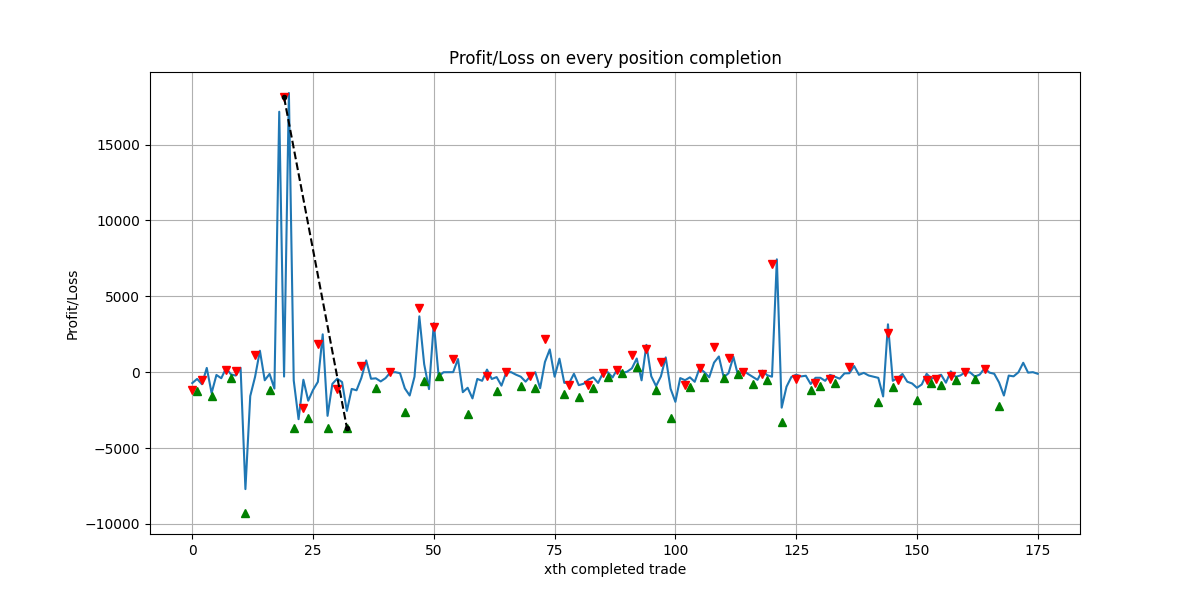 Profit/Loss on every position completion
Profit/Loss
15000
10000
5000
0
−5000
−10000
0 25 50 75 100 125 150 175
xth completed trade